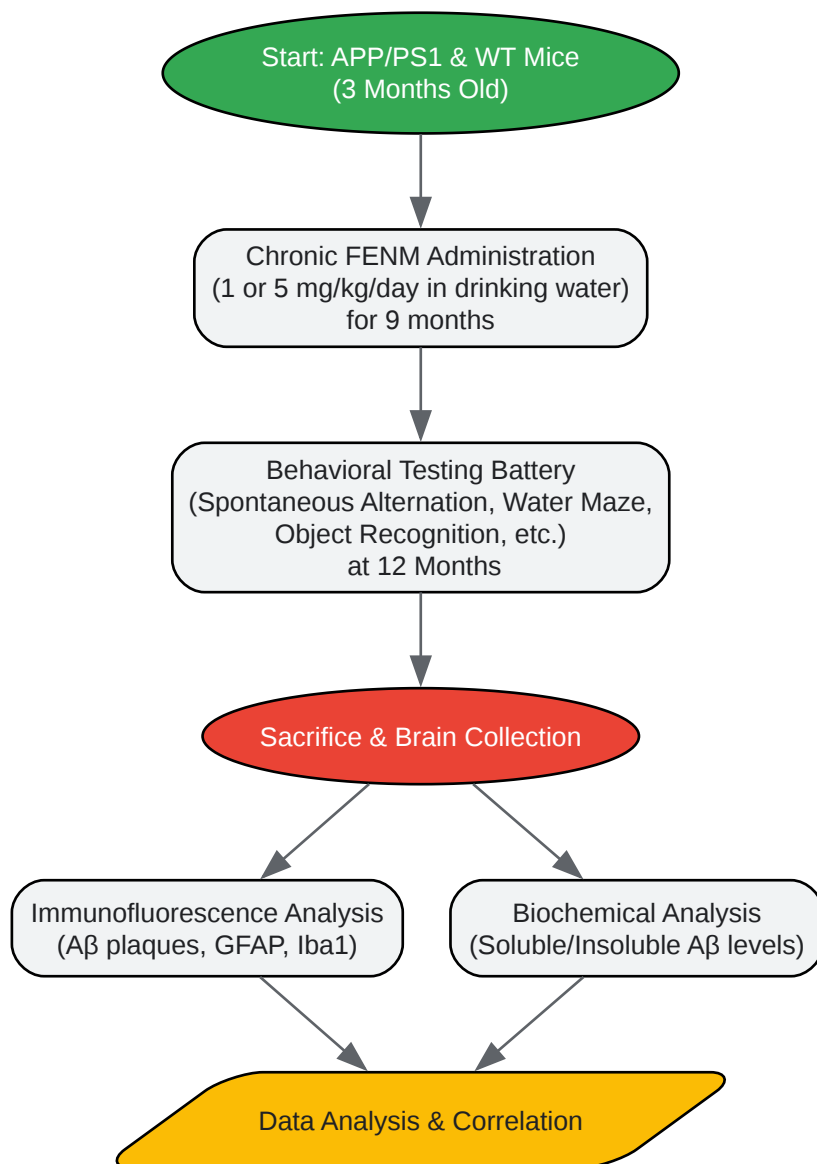 Start: APP/PS1 & WT Mice
(3 Months Old)
Chronic FENM Administration
(1 or 5 mg/kg/day in drinking water)
for 9 months
Behavioral Testing Battery
(Spontaneous Alternation, Water Maze,
Object Recognition, etc.)
at 12 Months
Sacrifice & Brain Collection
Immunofluorescence Analysis
(Aβ plaques, GFAP, Iba1)
Biochemical Analysis
(Soluble/Insoluble Aβ levels)
Data Analysis & Correlation